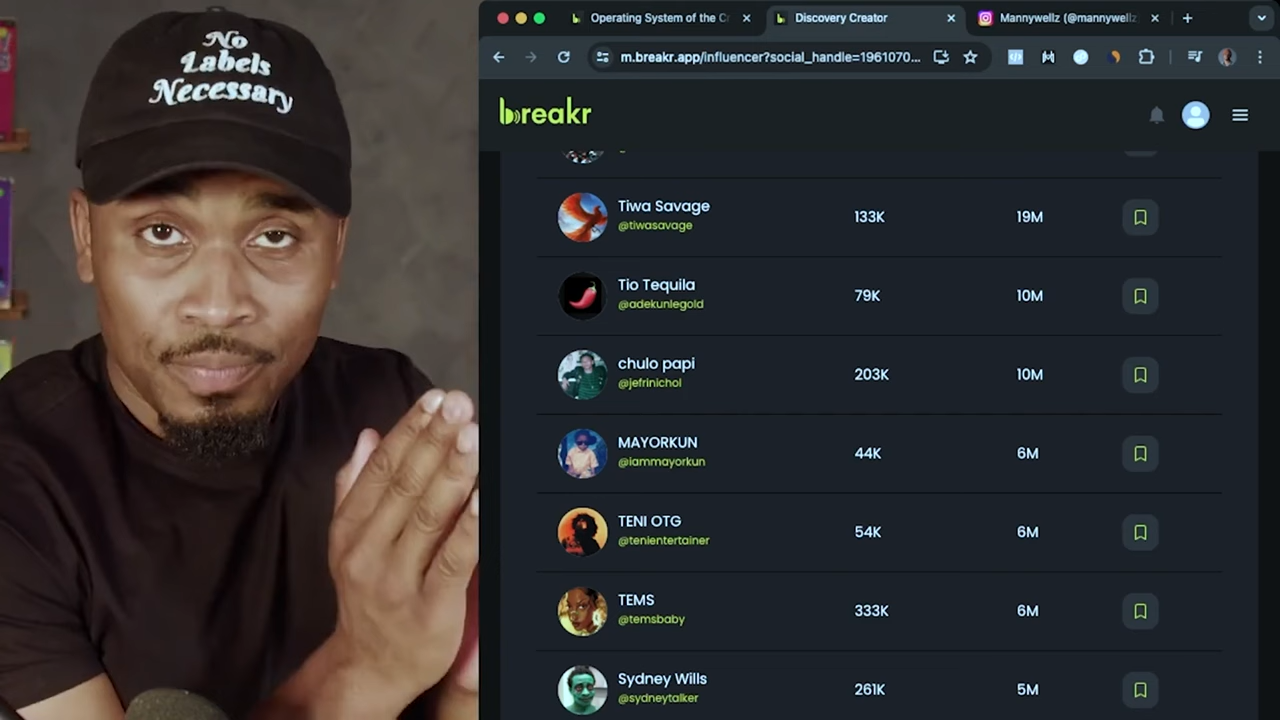 No
Labels
Necessary
Operating System of the Cr
Discovery Creator
Mannywellz (@mannywellz
m.breakr.app/influencer?social_handle=1961070...
breakr
Tiwa Savage
@tiwasavage
133K
19M
Tio Tequila
@adekunlegold
79K
10M
chulo papi
@jefrinichol
203K
10M
MAYORKUN
@iammayorkun
44K
6M
TENI OTG
@tenientertainer
54K
6M
TEMS
@temsbaby
333K
6M
Sydney Wills
@sydneytalker
261K
5M